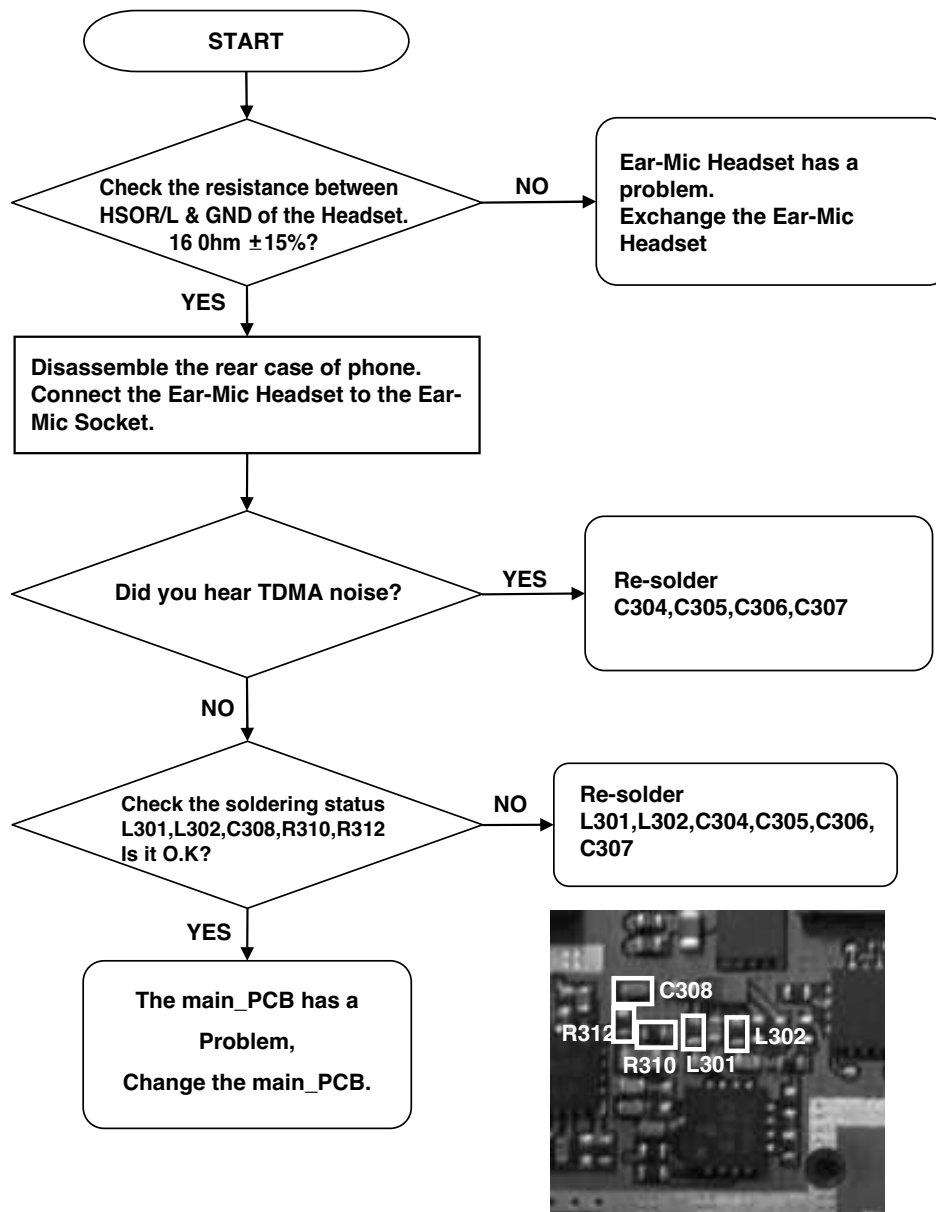 START
Check the resistance between
HSOR/L & GND of the Headset.
16 0hm ±15%?
NO
Ear-Mic Headset has a
problem.
Exchange the Ear-Mic
Headset
YES
Disassemble the rear case of phone.
Connect the Ear-Mic Headset to the Ear-
Mic Socket.
Did you hear TDMA noise?
YES
Re-solder
C304,C305,C306,C307
NO
Check the soldering status
L301,L302,C308,R310,R312
Is it O.K?
NO
Re-solder
L301,L302,C304,C305,C306,
C307
YES
The main_PCB has a
Problem,
Change the main_PCB.
C308
R312
L302
R310
L301